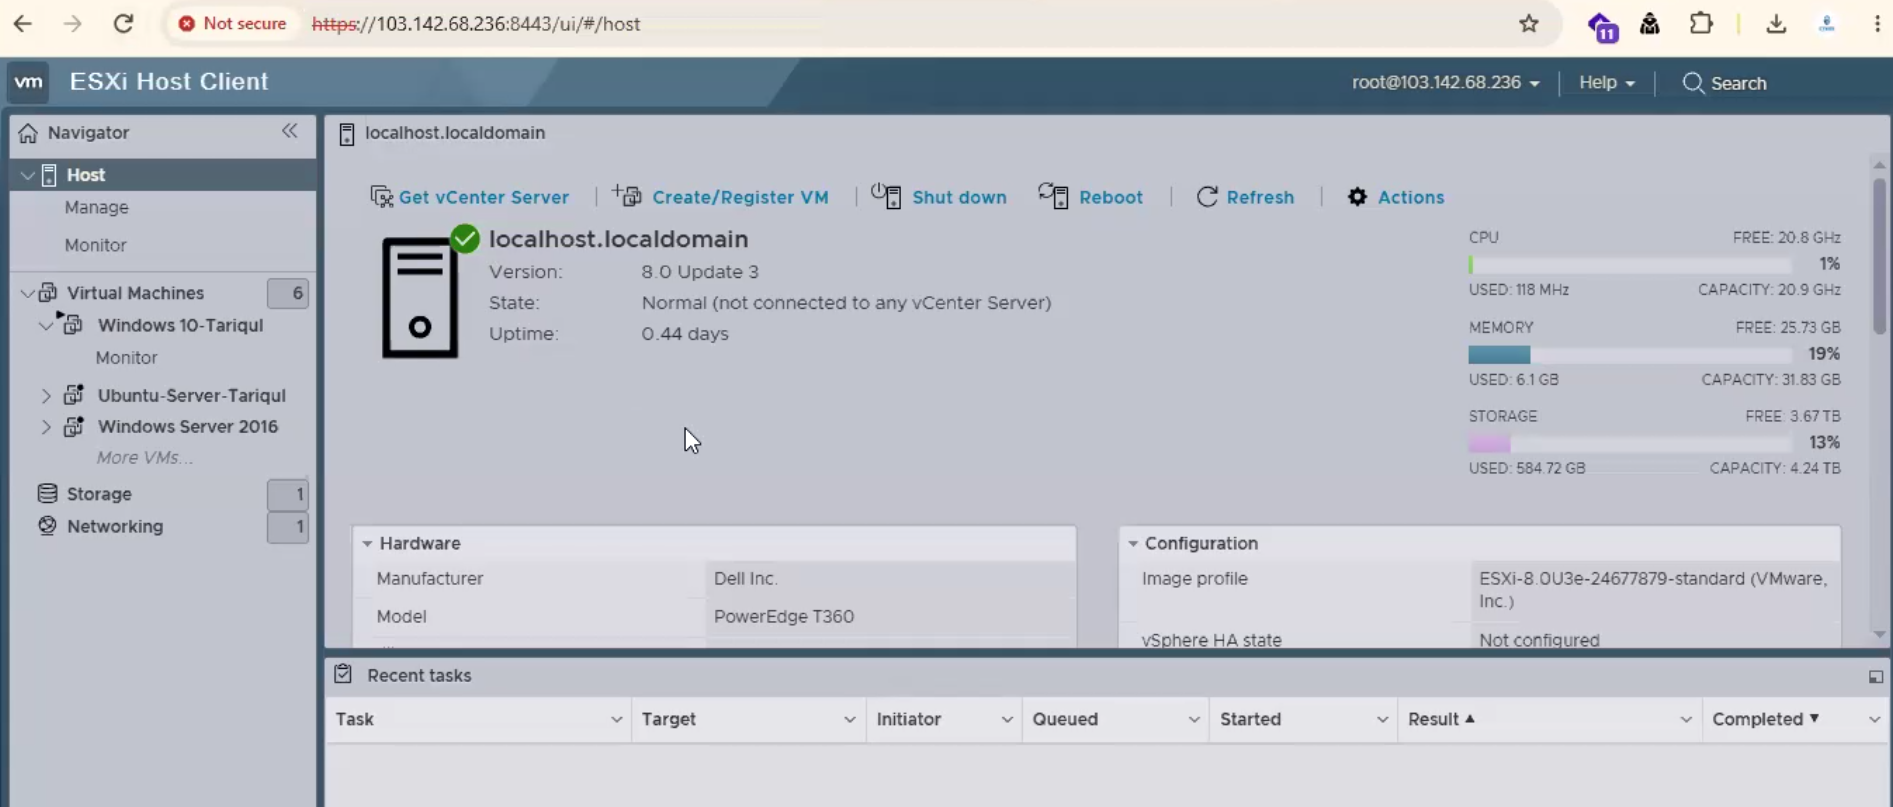 Not secure https://103.142.68.236:8443/ui/#/host
11
vm ESXi Host Client
root@103.142.68.236 Help Search
Navigator
Host
Manage
Monitor
Virtual Machines 6
Windows 10-Tariqul
Monitor
Ubuntu-Server-Tariqul
Windows Server 2016
More VMs...
Storage 1
Networking 1
localhost.localdomain
Get vCenter Server Create/Register VM Shut down Reboot Refresh Actions
localhost.localdomain
Version: 8.0 Update 3
State: Normal (not connected to any vCenter Server)
Uptime: 0.44 days
CPU FREE: 20.8 GHz
1%
USED: 118 MHz CAPACITY: 20.9 GHz
MEMORY FREE: 25.73 GB
19%
USED: 6.1 GB CAPACITY: 31.83 GB
STORAGE FREE: 3.67 TB
13%
USED: 584.72 GB CAPACITY: 4.24 TB
Hardware
Manufacturer Dell Inc.
Model PowerEdge T360
Configuration
Image profile ESXi-8.0U3e-24677879-standard (VMware,
Inc.)
vSphere HA state Not configured
Recent tasks
Task Target Initiator Queued Started Result Completed